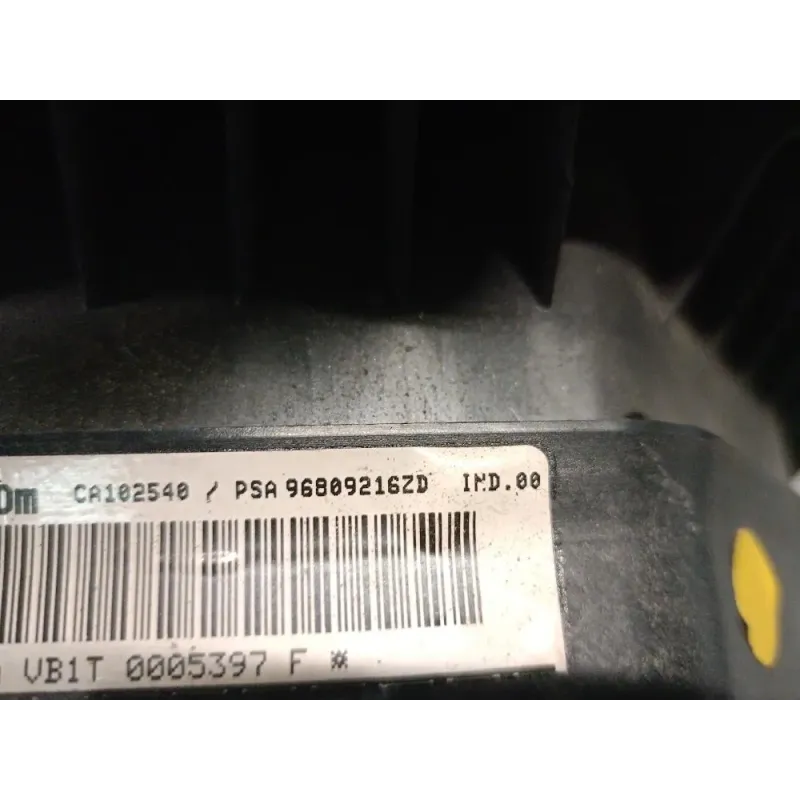 CA102540 / PSA 96809216ZD IND.00
VB1T 0005397 F *